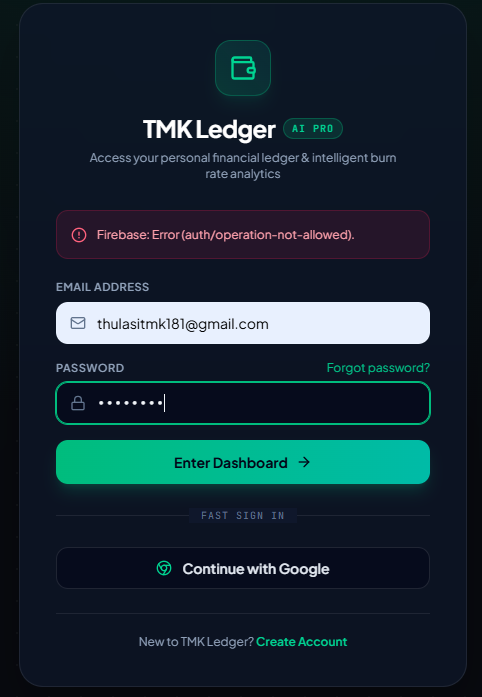 TMK Ledger AI PRO
Access your personal financial ledger & intelligent burn
rate analytics
Firebase: Error (auth/operation-not-allowed).
EMAIL ADDRESS
thulasitmk181@gmail.com
PASSWORD Forgot password?
••••••••
Enter Dashboard →
FAST SIGN IN
Continue with Google
New to TMK Ledger? Create Account